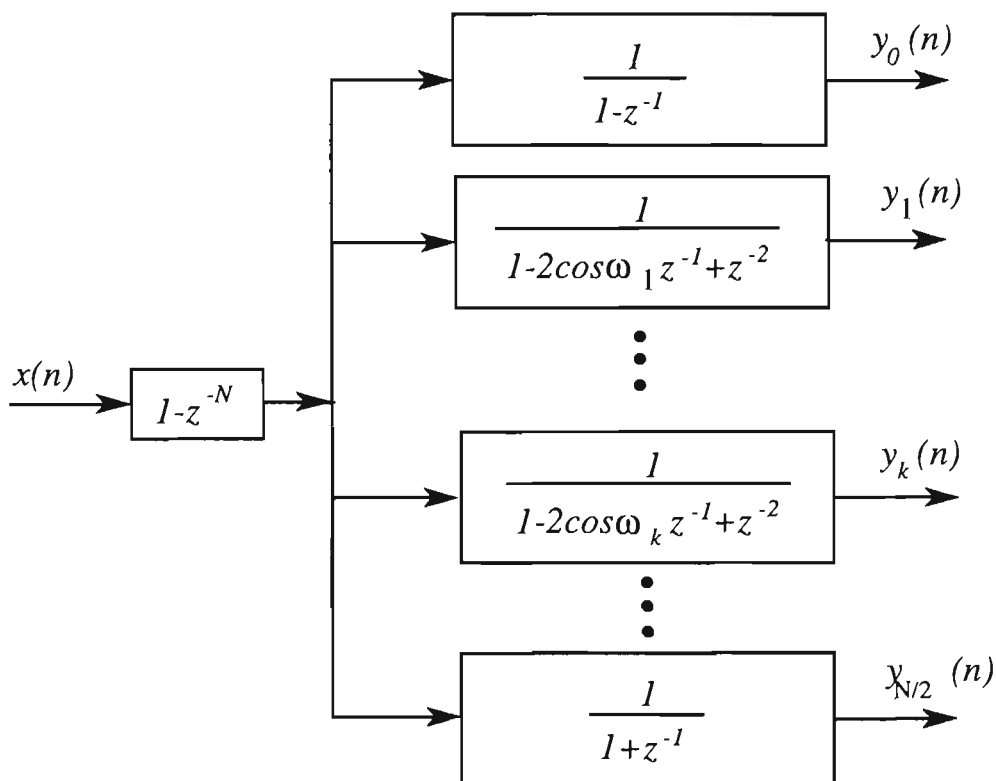 1
1-z⁻¹
y₀(n)
1
1-2cosω₁z⁻¹+z⁻²
y₁(n)
x(n)
1-z⁻ᴺ
1
1-2cosωₖz⁻¹+z⁻²
yₖ(n)
1
1+z⁻¹
y_N/2 (n)